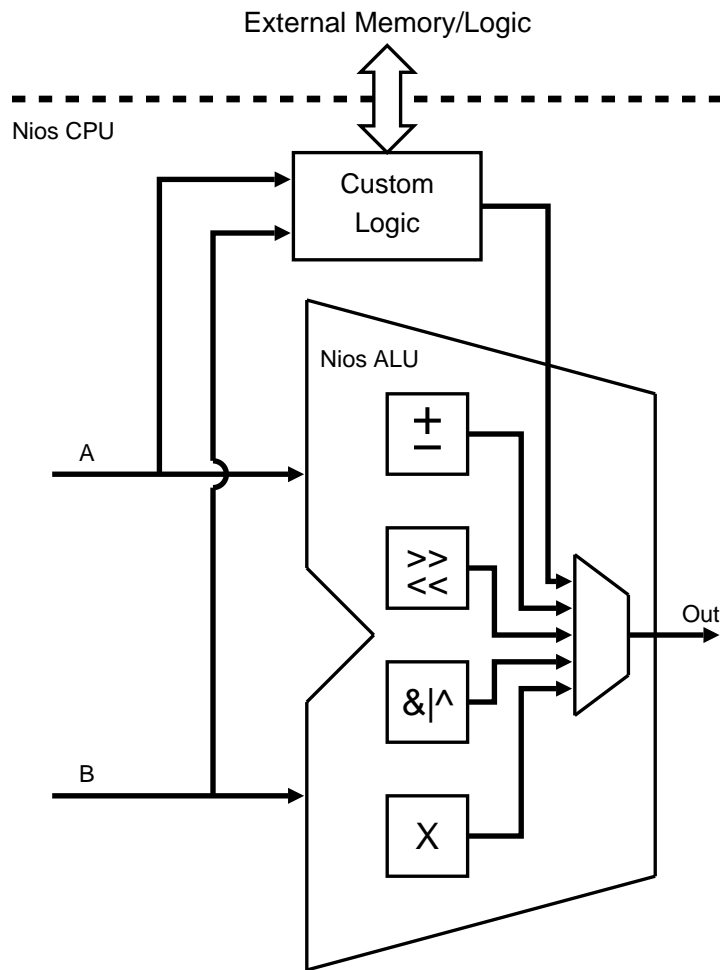 External Memory/Logic
Nios CPU
Custom
Logic
Nios ALU
+
−
A
>>
<<
Out
&|^
B
X